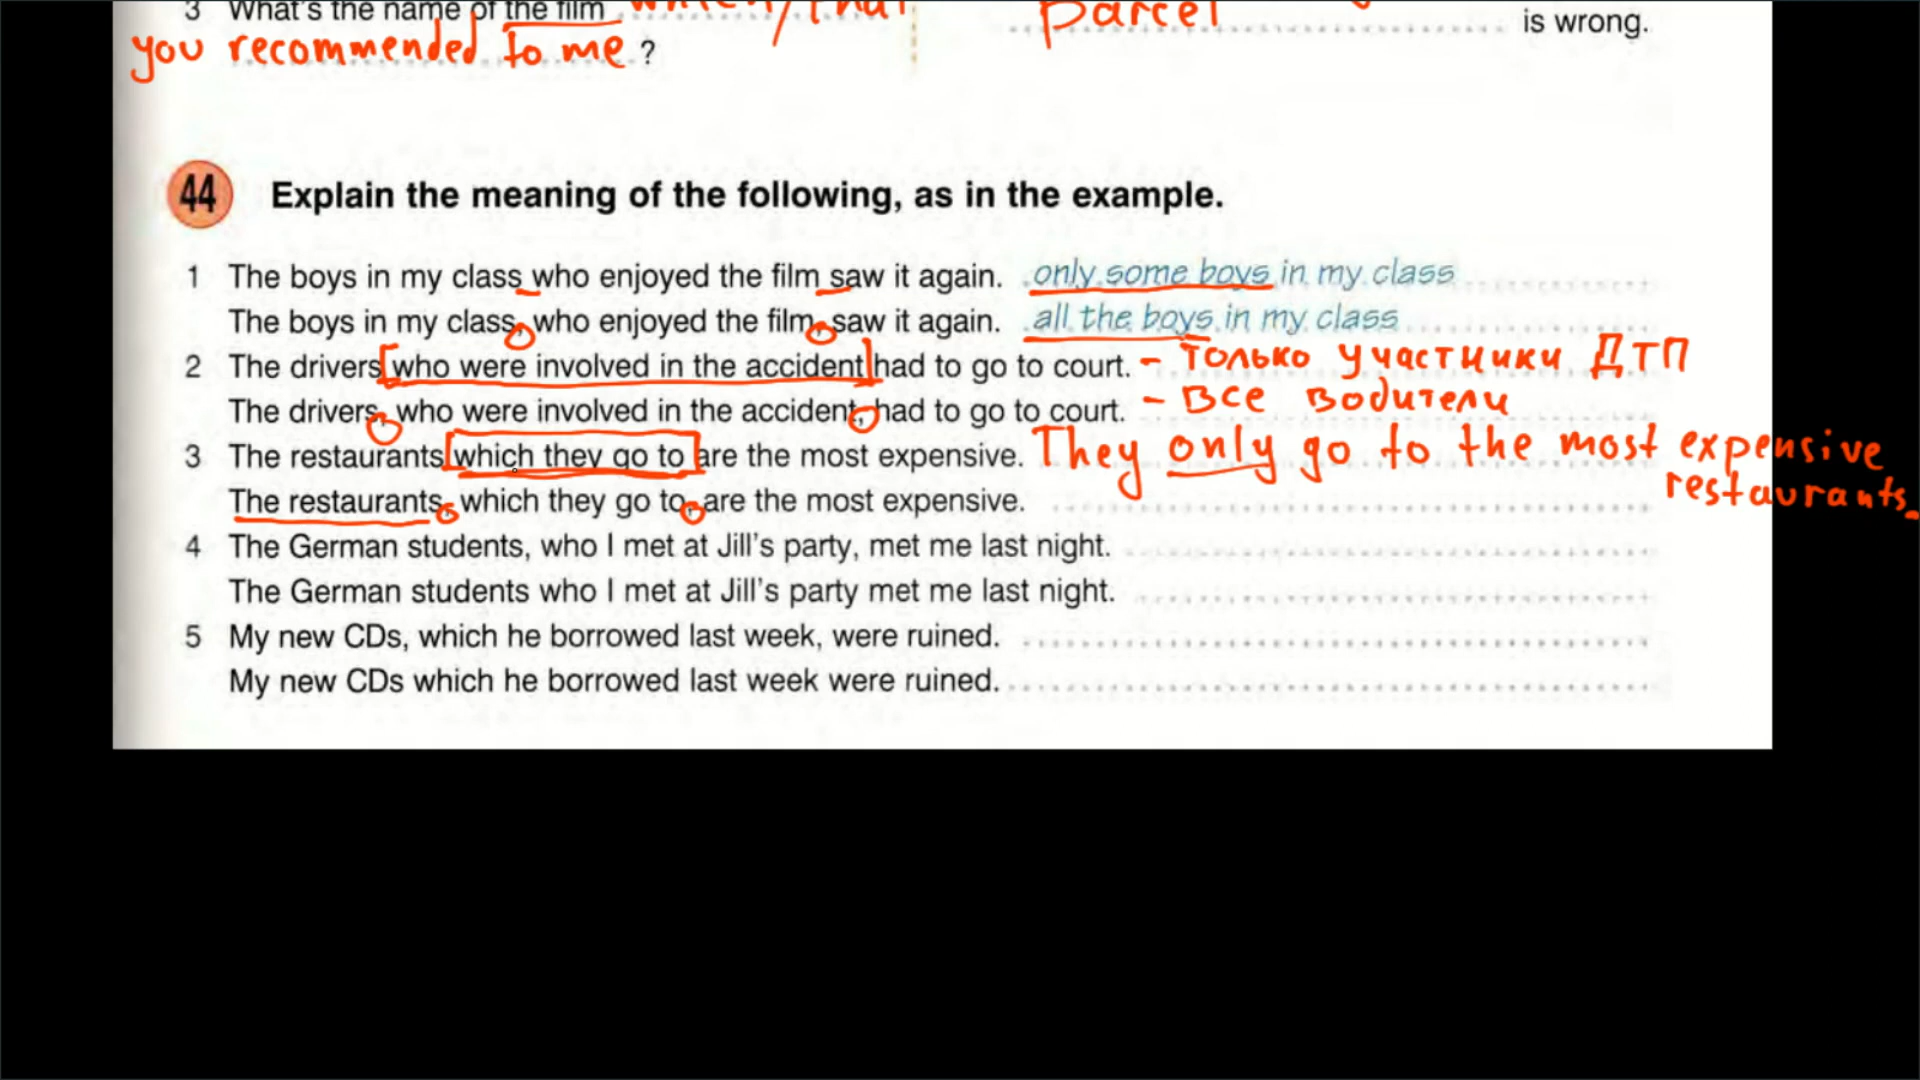 3 What's the name of the film which/that
you recommended to me ?
parcel is wrong.
44 Explain the meaning of the following, as in the example.
1 The boys in my class who enjoyed the film saw it again. only some boys in my class
The boys in my class, who enjoyed the film, saw it again. all the boys in my class
2 The drivers [who were involved in the accident] had to go to court. - только участники ДТП
The drivers, who were involved in the accident, had to go to court. - все водители
3 The restaurants [which they go to] are the most expensive. They only go to the most expensive
restaurants.
The restaurants, which they go to, are the most expensive.
4 The German students, who I met at Jill's party, met me last night.
The German students who I met at Jill's party met me last night.
5 My new CDs, which he borrowed last week, were ruined.
My new CDs which he borrowed last week were ruined.